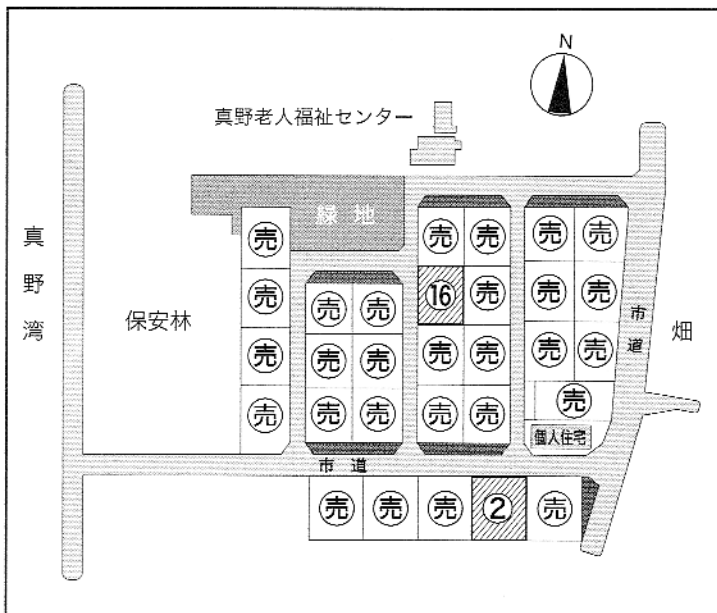 N
真野老人福祉センター
緑地
真野湾
保安林
売
売
売
売
売 売
売 売
売 売
売 売
⑯ 売
売 売
売 売
売 売
売 売
売 売
売
個人住宅
市道
畑
市道
売 売 売 ② 売